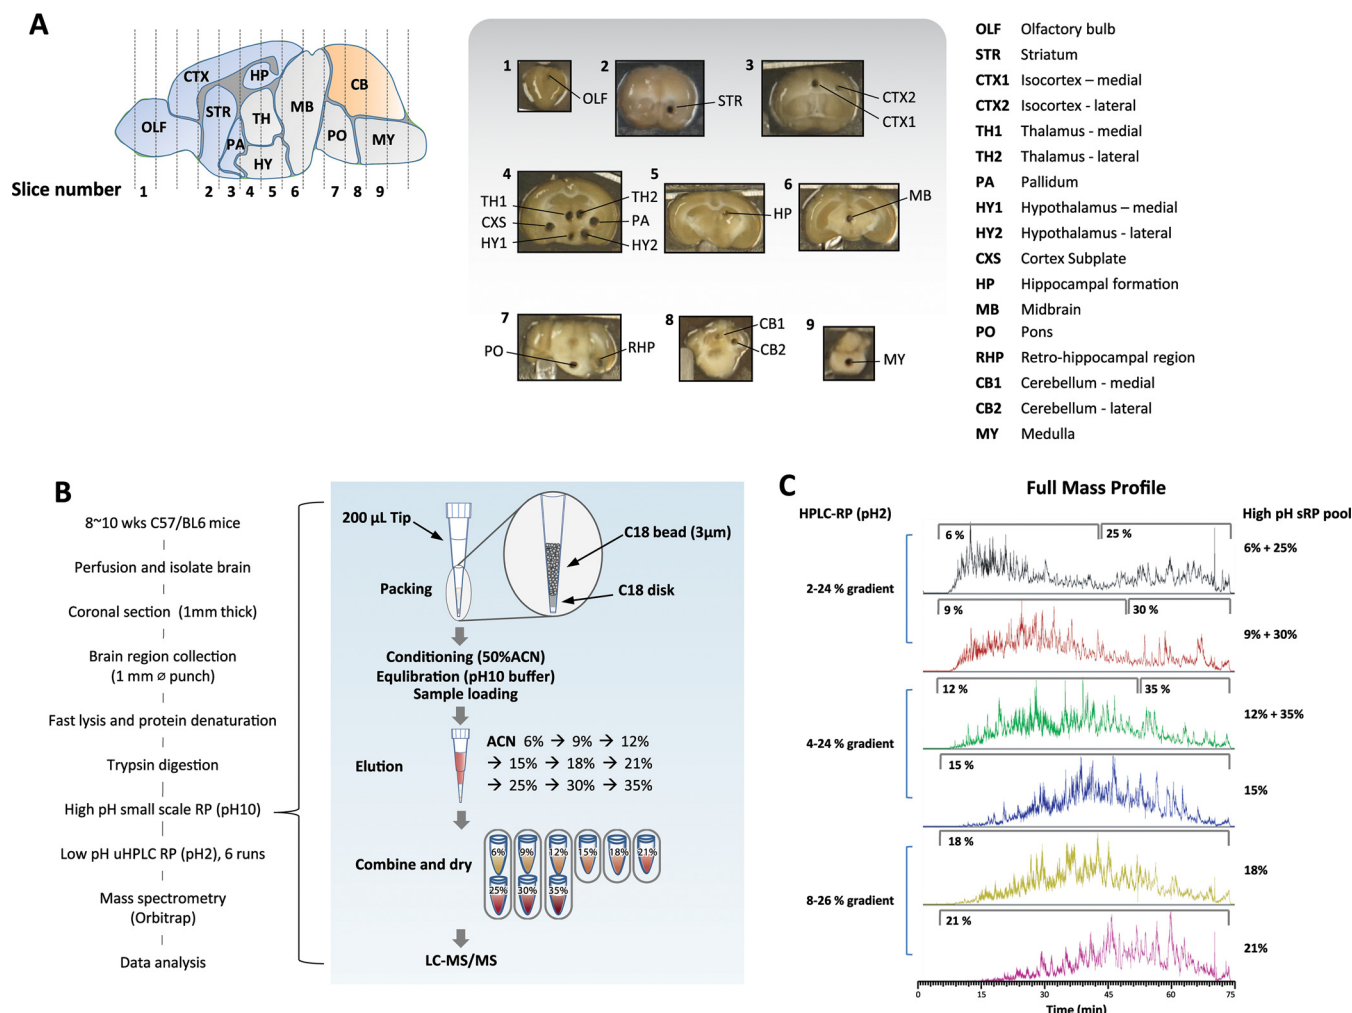 A
CTX
HP
CB
STR
MB
OLF
TH
PO
MY
PA
HY
Slice number
1
2
3
4
5
6
7
8
9
1
OLF
2
STR
3
CTX2
CTX1
4
TH1
TH2
CXS
PA
HY1
HY2
5
HP
6
MB
7
PO
RHP
8
CB1
CB2
9
MY
OLF Olfactory bulb
STR Striatum
CTX1 Isocortex – medial
CTX2 Isocortex - lateral
TH1 Thalamus - medial
TH2 Thalamus - lateral
PA Pallidum
HY1 Hypothalamus – medial
HY2 Hypothalamus - lateral
CXS Cortex Subplate
HP Hippocampal formation
MB Midbrain
PO Pons
RHP Retro-hippocampal region
CB1 Cerebellum - medial
CB2 Cerebellum - lateral
MY Medulla
B
8~10 wks C57/BL6 mice
Perfusion and isolate brain
Coronal section (1mm thick)
Brain region collection
(1 mm ⌀ punch)
Fast lysis and protein denaturation
Trypsin digestion
High pH small scale RP (pH10)
Low pH uHPLC RP (pH2), 6 runs
Mass spectrometry
(Orbitrap)
Data analysis
200 µL Tip
C18 bead (3µm)
Packing
C18 disk
Conditioning (50%ACN)
Equlibration (pH10 buffer)
Sample loading
Elution
ACN 6% → 9% → 12%
→ 15% → 18% → 21%
→ 25% → 30% → 35%
Combine and dry
6%
9%
12%
15%
18%
21%
25%
30%
35%
LC-MS/MS
C
Full Mass Profile
HPLC-RP (pH2)
High pH sRP pool
6 %
25 %
6% + 25%
2-24 % gradient
9 %
30 %
9% + 30%
12 %
35 %
12% + 35%
4-24 % gradient
15 %
15%
18 %
18%
8-26 % gradient
21 %
21%
0
15
30
45
60
75
Time (min)